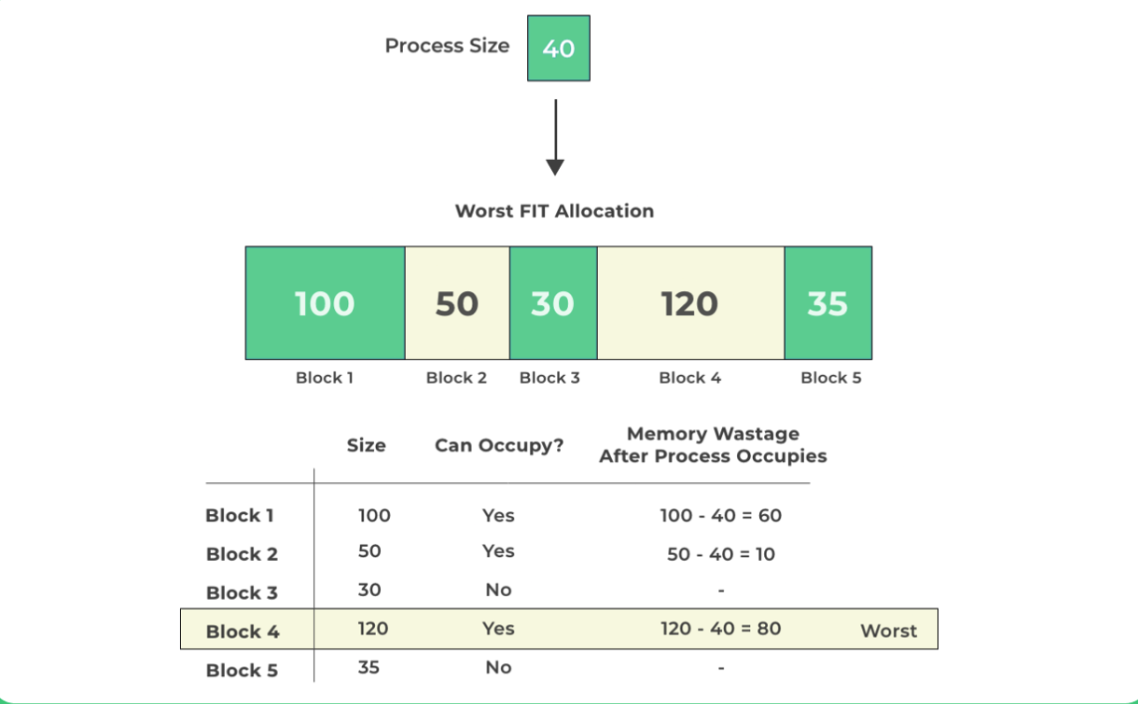 Process Size 40
Worst FIT Allocation
100 50 30 120 35
Block 1 Block 2 Block 3 Block 4 Block 5
Size Can Occupy? Memory Wastage
After Process Occupies
Block 1 100 Yes 100 - 40 = 60
Block 2 50 Yes 50 - 40 = 10
Block 3 30 No -
Block 4 120 Yes 120 - 40 = 80 Worst
Block 5 35 No -